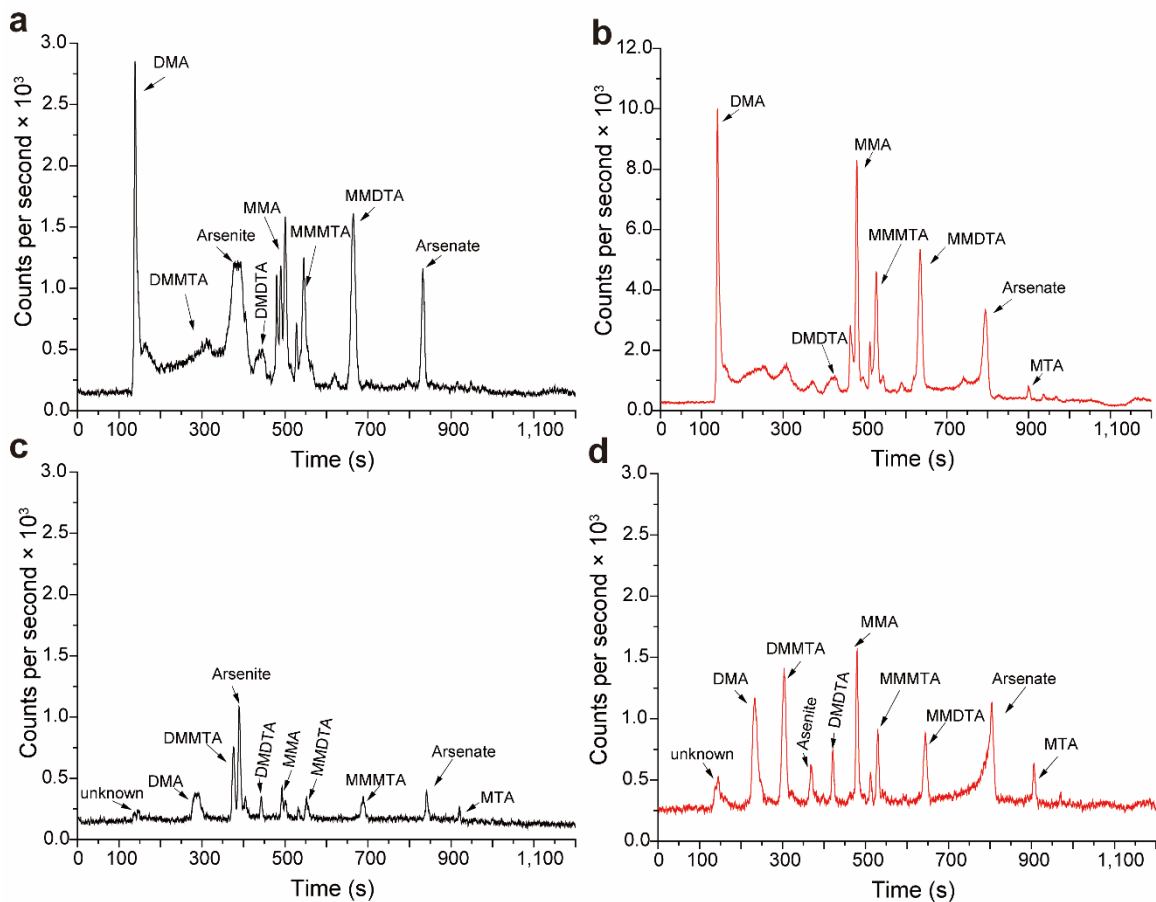 a
3.0
2.5
2.0
1.5
1.0
0.5
0.0
Counts per second × 10³
DMA
DMMTA
Arsenite
DMDTA
MMA
MMMTA
MMDTA
Arsenate
0 100 300 500 700 900 1,100
Time (s)
b
12.0
10.0
8.0
6.0
4.0
2.0
0.0
Counts per second × 10³
DMA
MMA
MMMTA
MMDTA
DMDTA
Arsenate
MTA
0 100 300 500 700 900 1,100
Time (s)
c
3.0
2.5
2.0
1.5
1.0
0.5
0.0
Counts per second × 10³
unknown
DMA
DMMTA
Arsenite
DMDTA
MMA
MMDTA
MMMTA
Arsenate
MTA
0 100 300 500 700 900 1,100
Time (s)
d
3.0
2.5
2.0
1.5
1.0
0.5
0.0
Counts per second × 10³
unknown
DMA
DMMTA
Asenite
DMDTA
MMA
MMMTA
MMDTA
Arsenate
MTA
0 100 300 500 700 900 1,100
Time (s)